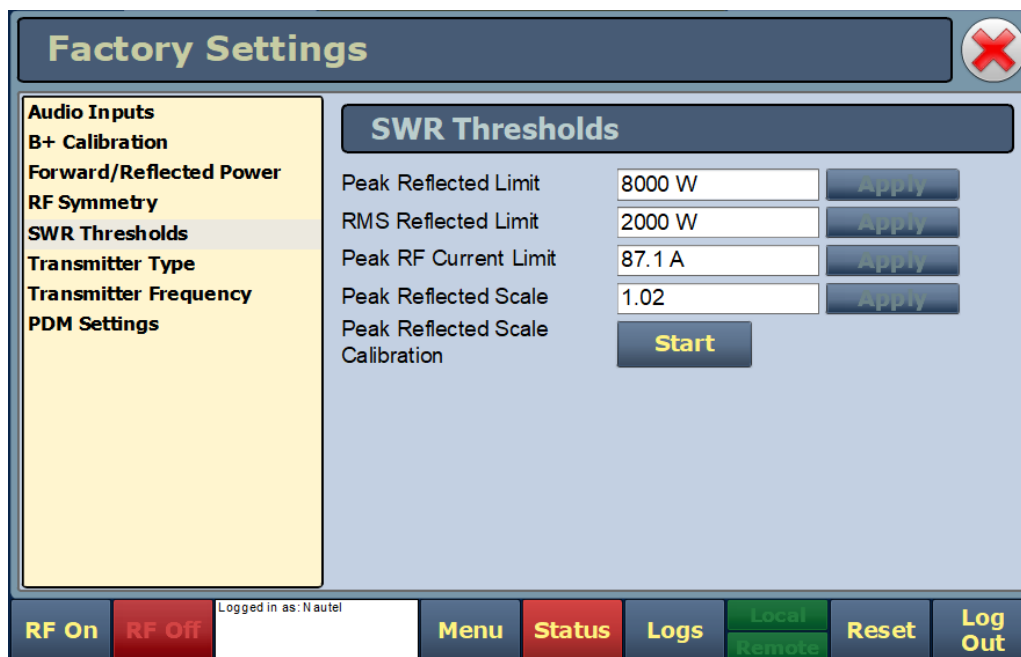 Factory Settings
Audio Inputs
B+ Calibration
Forward/Reflected Power
RF Symmetry
SWR Thresholds
Transmitter Type
Transmitter Frequency
PDM Settings
SWR Thresholds
Peak Reflected Limit 8000 W Apply
RMS Reflected Limit 2000 W Apply
Peak RF Current Limit 87.1 A Apply
Peak Reflected Scale 1.02 Apply
Peak Reflected Scale
Calibration
Start
RF On
RF Off
Logged in as: Nautel
Menu
Status
Logs
Local
Remote
Reset
Log
Out